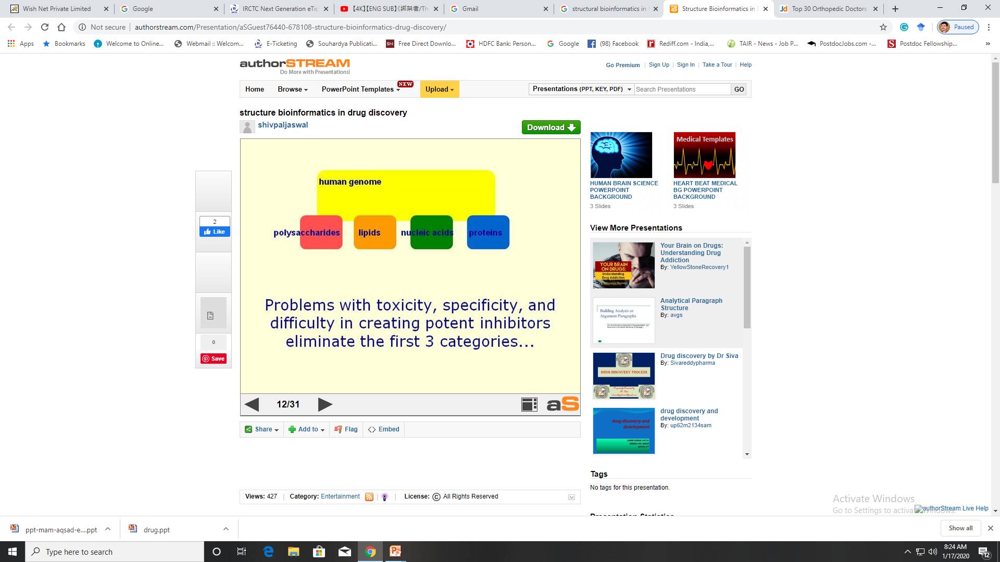 Wish Net Private Limited
Google
IRCTC Next Generation eTic
【4K】【ENG SUB】《绑架者/Th
Gmail
structural bioinformatics in
Structure Bioinformatics in
Top 30 Orthopedic Doctors
Not secure
authorstream.com/Presentation/aSGuest76440-678108-structure-bioinformatics-drug-discovery/
Paused
Apps
Bookmarks
Welcome to Online...
Webmail :: Welcom...
E-Ticketing
Souhardya Publicati...
Free Direct Downlo...
HDFC Bank: Person...
Google
(98) Facebook
Rediff.com - India,...
TAIR - News - Job P...
PostdocJobs.com -...
Postdoc Fellowship...
authorSTREAM
Do More with Presentations!
Go Premium | Sign Up | Sign In | Take a Tour | Help
Home
Browse
PowerPoint Templates
NEW
Upload
Presentations (PPT, KEY, PDF)
Search Presentations
GO
structure bioinformatics in drug discovery
shivpaljaswal
Download
human genome
polysaccharides
lipids
nucleic acids
proteins
Problems with toxicity, specificity, and
difficulty in creating potent inhibitors
eliminate the first 3 categories...
2
Like
0
Save
12/31
aS
Share
Add to
Flag
Embed
Views: 427
Category: Entertainment
License: © All Rights Reserved
Medical Templates
HUMAN BRAIN SCIENCE
POWERPOINT
BACKGROUND
3 Slides
HEART BEAT MEDICAL
BG POWERPOINT
BACKGROUND
3 Slides
View More Presentations
YOUR BRAIN
ON DRUGS:
Understanding
Drug Addiction
Your Brain on Drugs:
Understanding Drug
Addiction
By: YellowStoneRecovery1
Building Analysis or
Argument Paragraphs
Analytical Paragraph
Structure
By: avgs
DRUG DISCOVERY PROCESS
Drug discovery by Dr Siva
By: Sivareddypharma
drug discovery and
development
drug discovery and
development
By: up62m2134sam
Tags
No tags for this presentation.
Presentation Statistics
Activate Windows
Go to Settings to activate Windows.
authorStream Live Help
ppt-mam-aqsad-e....ppt
drug.ppt
Show all
Type here to search
8:24 AM
1/17/2020
12